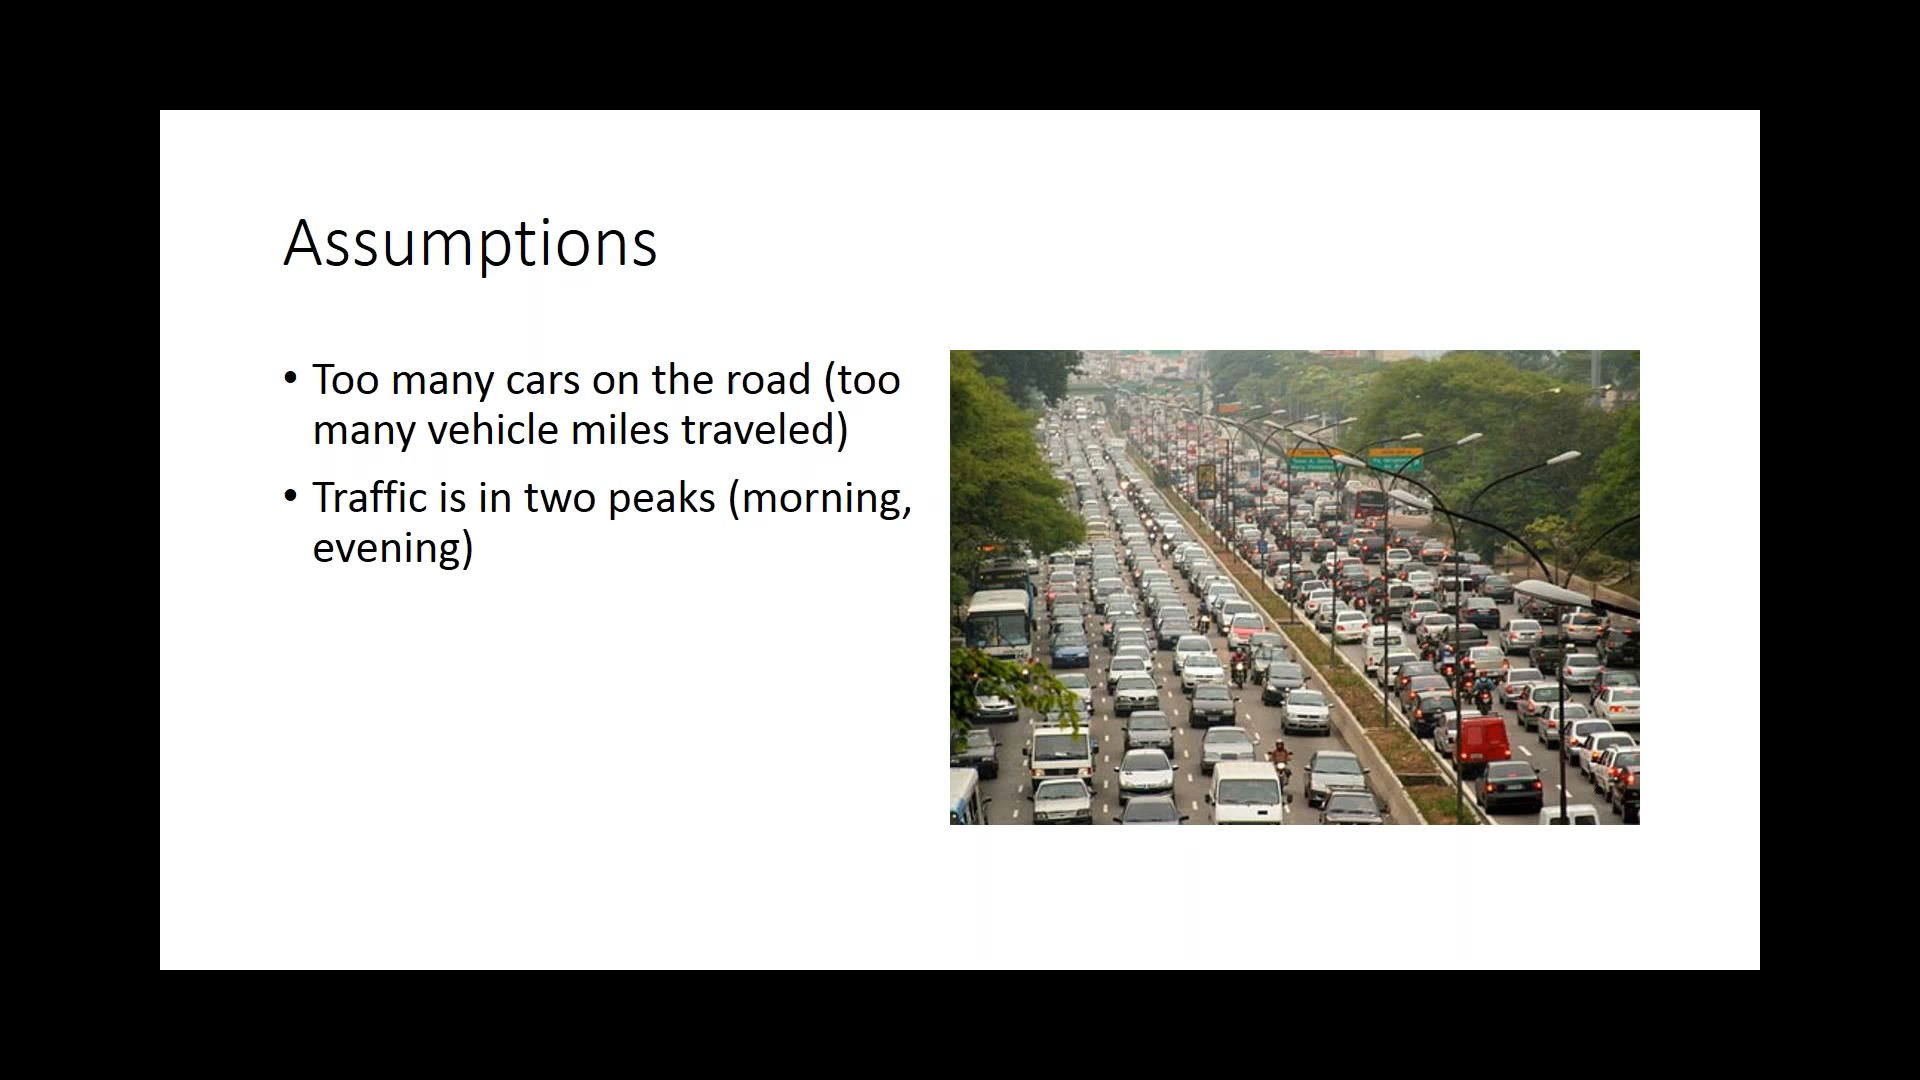 Assumptions
• Too many cars on the road (too
many vehicle miles traveled)
• Traffic is in two peaks (morning,
evening)